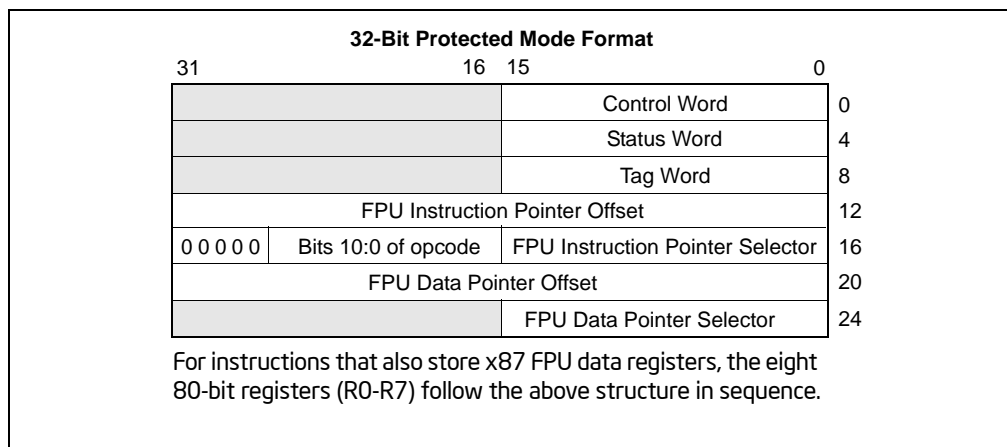 32-Bit Protected Mode Format
31 16 15 0
Control Word 0
Status Word 4
Tag Word 8
FPU Instruction Pointer Offset 12
0 0 0 0 0 Bits 10:0 of opcode FPU Instruction Pointer Selector 16
FPU Data Pointer Offset 20
FPU Data Pointer Selector 24
For instructions that also store x87 FPU data registers, the eight
80-bit registers (R0-R7) follow the above structure in sequence.